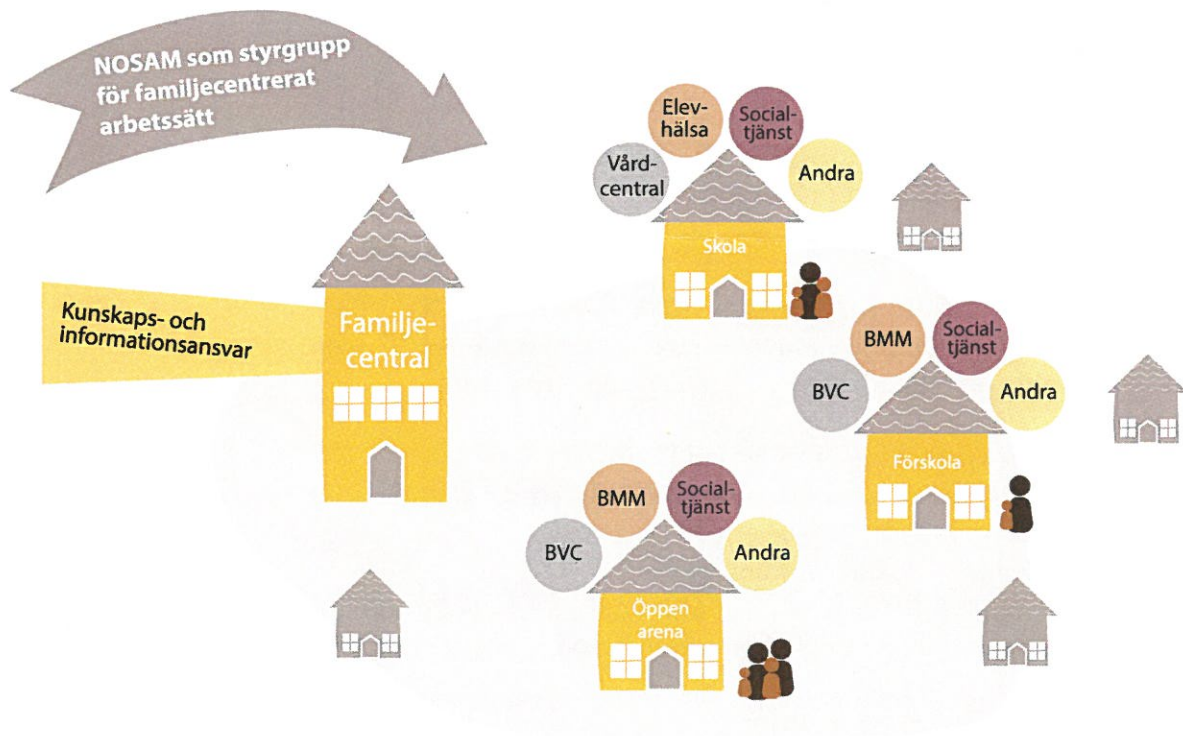 NOSAM som styrgrupp
för familjecentrerat
arbetssätt
Elev-
hälsa
Social-
tjänst
Vård-
central
Andra
Skola
Kunskaps- och
informationsansvar
Familje-
central
BMM
Social-
tjänst
BVC
Andra
Förskola
BMM
Social-
tjänst
BVC
Andra
Öppen
arena